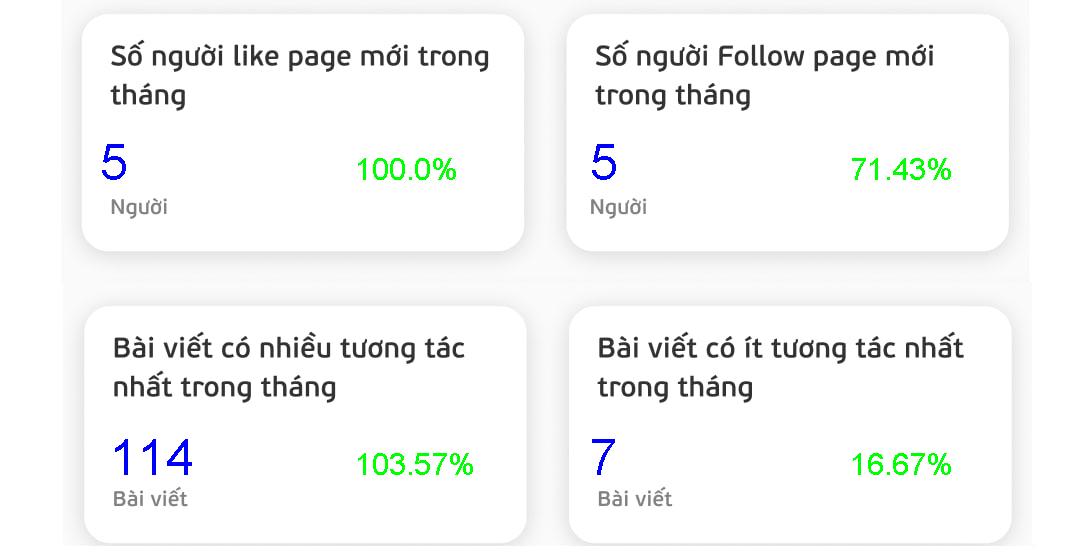 Số người like page mới trong
tháng
5
100.0%
Người
Số người Follow page mới
trong tháng
5
71.43%
Người
Bài viết có nhiều tương tác
nhất trong tháng
114
103.57%
Bài viết
Bài viết có ít tương tác nhất
trong tháng
7
16.67%
Bài viết